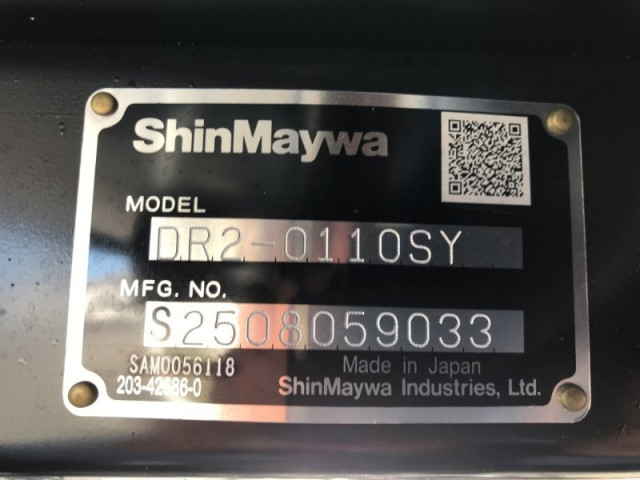 ShinMaywa
MODEL
DR2-0110SY
MFG. NO.
S2508059033
SAM0056118
203-42686-0
Made in Japan
ShinMaywa Industries, Ltd.